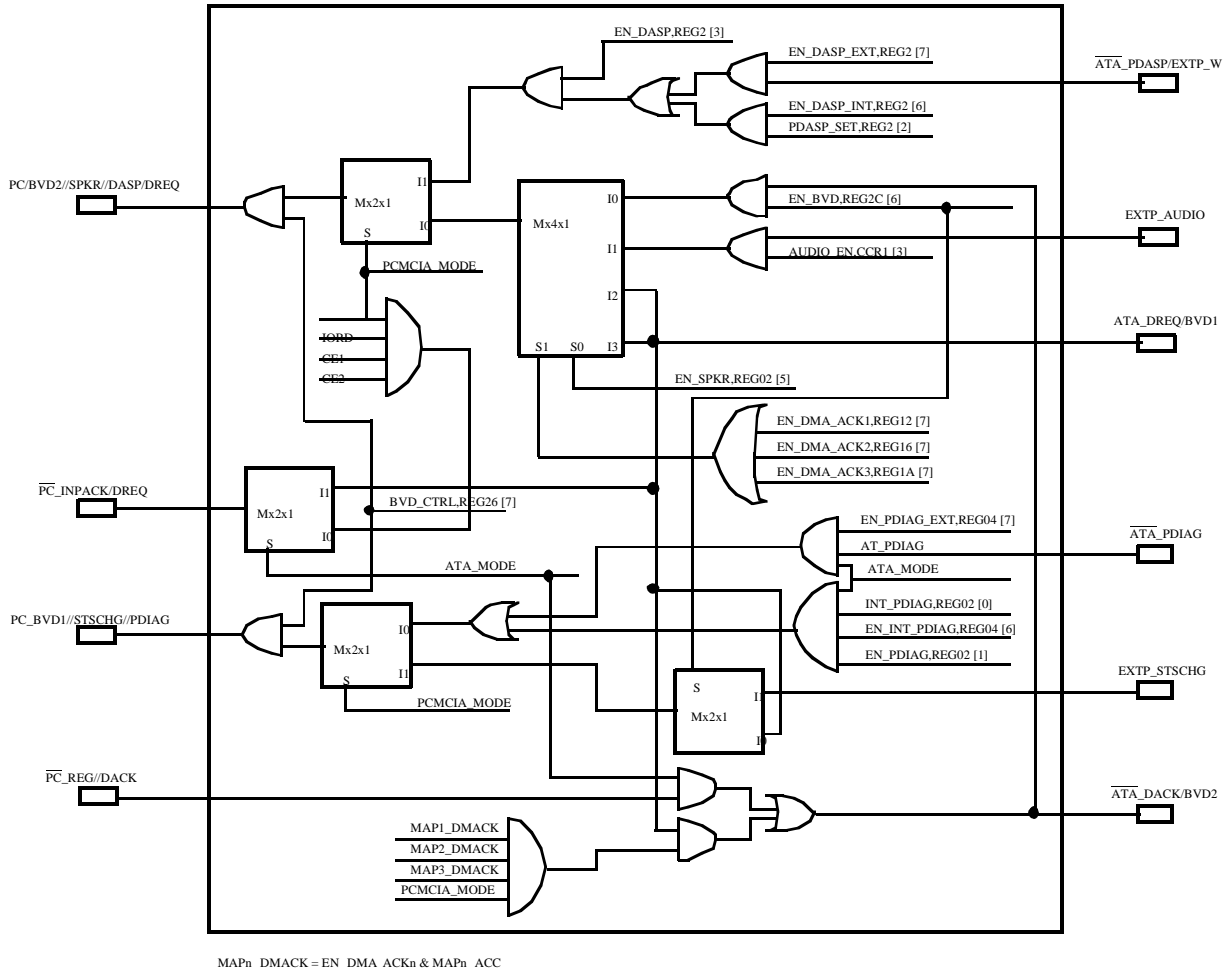 EN_DASP,REG2 [3]
EN_DASP_EXT,REG2 [7]
ATA_PDASP/EXTP_W
EN_DASP_INT,REG2 [6]
PDASP_SET,REG2 [2]
PC/BVD2//SPKR//DASP/DREQ
I1
Mx2x1
I0
S
I0
Mx4x1
I1
I2
I3
S1
S0
EN_BVD,REG2C [6]
EXTP_AUDIO
AUDIO_EN,CCR1 [3]
PCMCIA_MODE
ATA_DREQ/BVD1
IORD
CE1
CE2
EN_SPKR,REG02 [5]
EN_DMA_ACK1,REG12 [7]
EN_DMA_ACK2,REG16 [7]
EN_DMA_ACK3,REG1A [7]
PC_INPACK/DREQ
I1
Mx2x1
I0
S
BVD_CTRL,REG26 [7]
EN_PDIAG_EXT,REG04 [7]
ATA_PDIAG
AT_PDIAG
ATA_MODE
ATA_MODE
INT_PDIAG,REG02 [0]
EN_INT_PDIAG,REG04 [6]
EN_PDIAG,REG02 [1]
PC_BVD1//STSCHG//PDIAG
I0
Mx2x1
I1
S
PCMCIA_MODE
EXTP_STSCHG
S
I1
Mx2x1
I0
PC_REG//DACK
ATA_DACK/BVD2
MAP1_DMACK
MAP2_DMACK
MAP3_DMACK
PCMCIA_MODE
MAPn_DMACK = EN_DMA_ACKn & MAPn_ACC